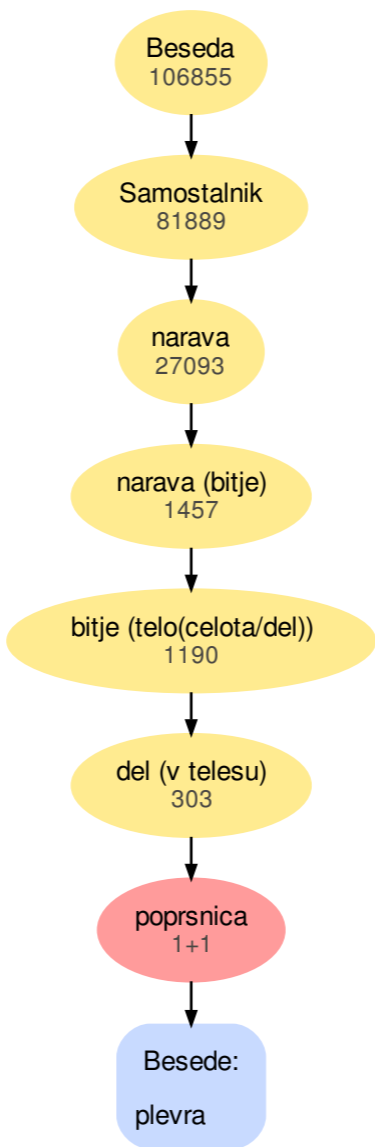 Beseda
106855
Samostalnik
81889
narava
27093
narava (bitje)
1457
bitje (telo(celota/del))
1190
del (v telesu)
303
poprsnica
1+1
Besede:
plevra